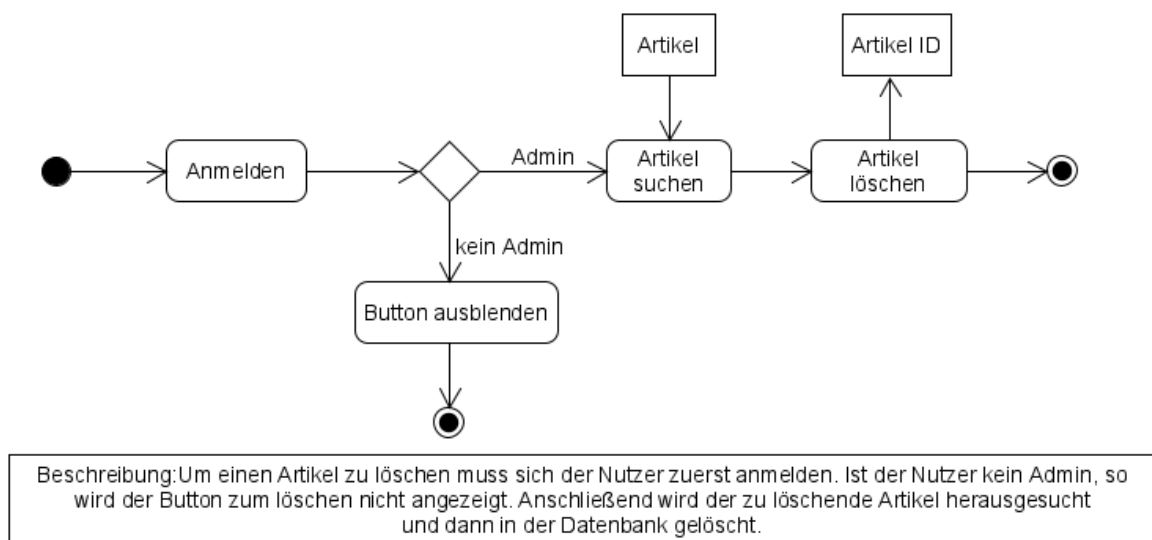 Artikel
Artikel ID
Anmelden
Admin
Artikel
suchen
Artikel
löschen
kein Admin
Button ausblenden
Beschreibung:Um einen Artikel zu löschen muss sich der Nutzer zuerst anmelden. Ist der Nutzer kein Admin, so
wird der Button zum löschen nicht angezeigt. Anschließend wird der zu löschende Artikel herausgesucht
und dann in der Datenbank gelöscht.